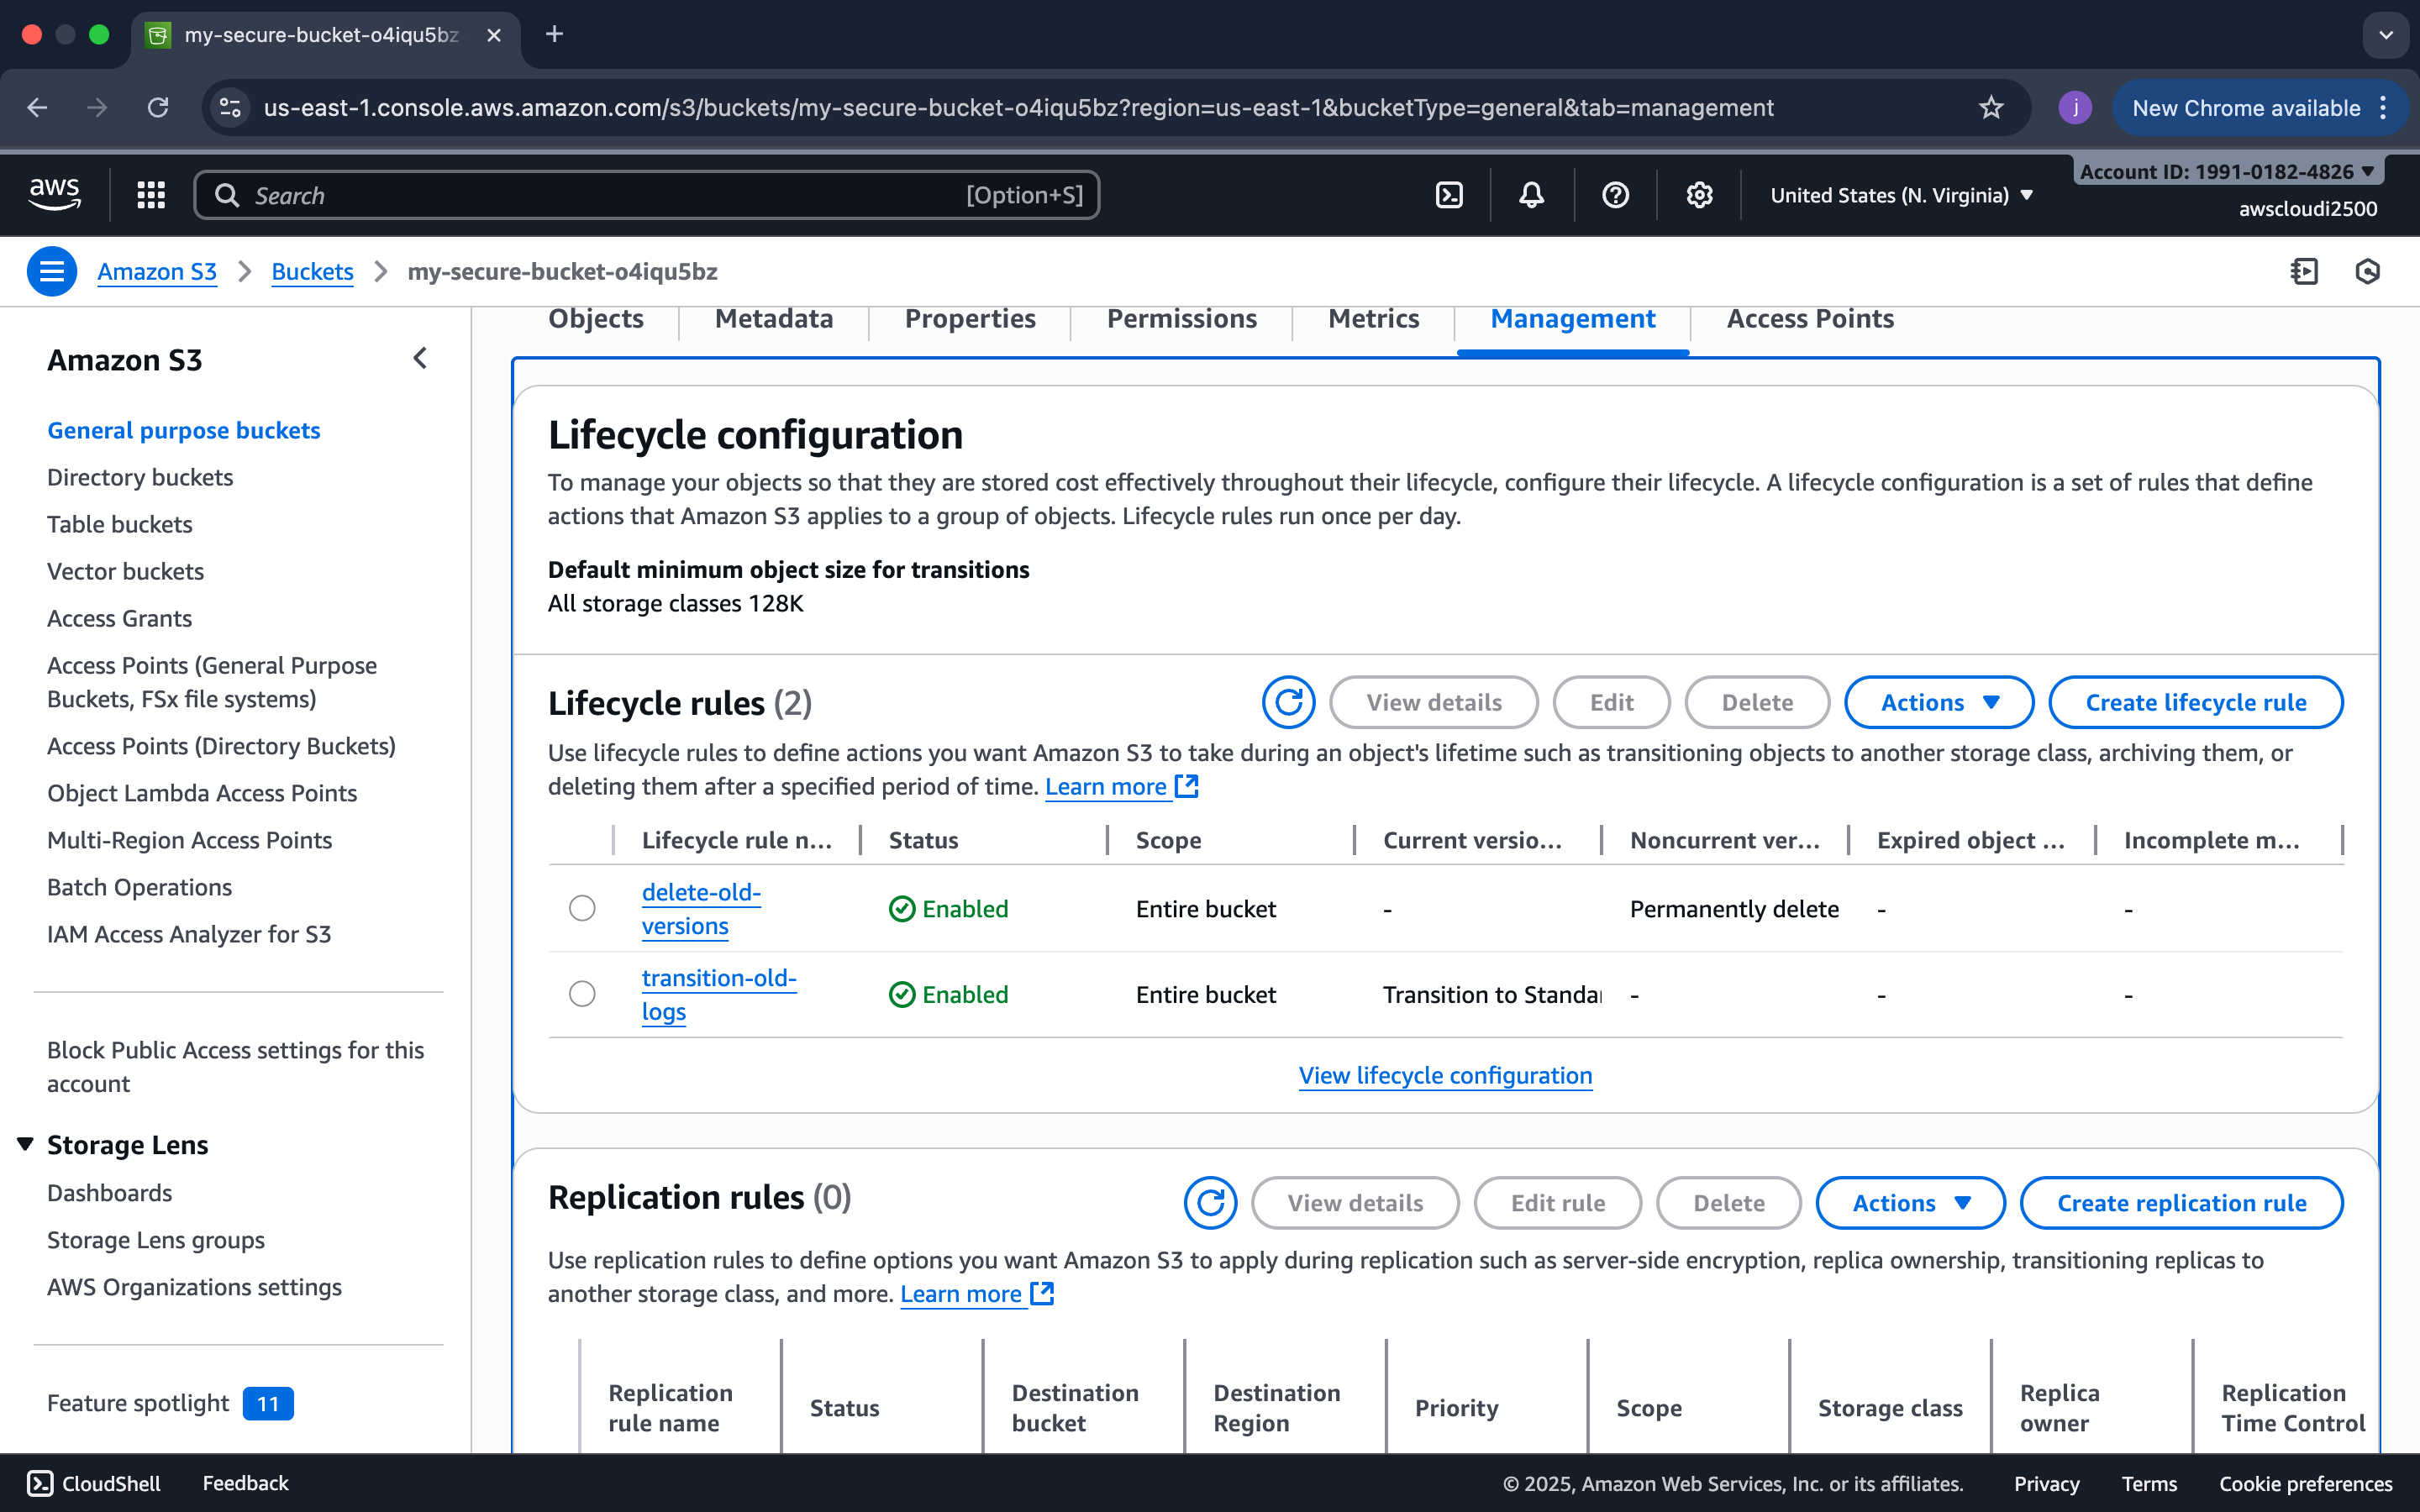 my-secure-bucket-o4iqu5bz
us-east-1.console.aws.amazon.com/s3/buckets/my-secure-bucket-o4iqu5bz?region=us-east-1&bucketType=general&tab=management
j
New Chrome available
aws
Search
[Option+S]
United States (N. Virginia)
Account ID: 1991-0182-4826
awscloudi2500
Amazon S3
Buckets
my-secure-bucket-o4iqu5bz
Amazon S3
General purpose buckets
Directory buckets
Table buckets
Vector buckets
Access Grants
Access Points (General Purpose
Buckets, FSx file systems)
Access Points (Directory Buckets)
Object Lambda Access Points
Multi-Region Access Points
Batch Operations
IAM Access Analyzer for S3
Block Public Access settings for this
account
Storage Lens
Dashboards
Storage Lens groups
AWS Organizations settings
Feature spotlight 11
Objects
Metadata
Properties
Permissions
Metrics
Management
Access Points
Lifecycle configuration
To manage your objects so that they are stored cost effectively throughout their lifecycle, configure their lifecycle. A lifecycle configuration is a set of rules that define
actions that Amazon S3 applies to a group of objects. Lifecycle rules run once per day.
Default minimum object size for transitions
All storage classes 128K
Lifecycle rules (2)
View details
Edit
Delete
Actions
Create lifecycle rule
Use lifecycle rules to define actions you want Amazon S3 to take during an object's lifetime such as transitioning objects to another storage class, archiving them, or
deleting them after a specified period of time. Learn more
Lifecycle rule n...
Status
Scope
Current versio...
Noncurrent ver...
Expired object ...
Incomplete m...
delete-old-
versions
Enabled
Entire bucket
-
Permanently delete
-
-
transition-old-
logs
Enabled
Entire bucket
Transition to Standa
-
-
-
View lifecycle configuration
Replication rules (0)
View details
Edit rule
Delete
Actions
Create replication rule
Use replication rules to define options you want Amazon S3 to apply during replication such as server-side encryption, replica ownership, transitioning replicas to
another storage class, and more. Learn more
Replication
rule name
Status
Destination
bucket
Destination
Region
Priority
Scope
Storage class
Replica
owner
Replication
Time Control
CloudShell
Feedback
© 2025, Amazon Web Services, Inc. or its affiliates.
Privacy
Terms
Cookie preferences